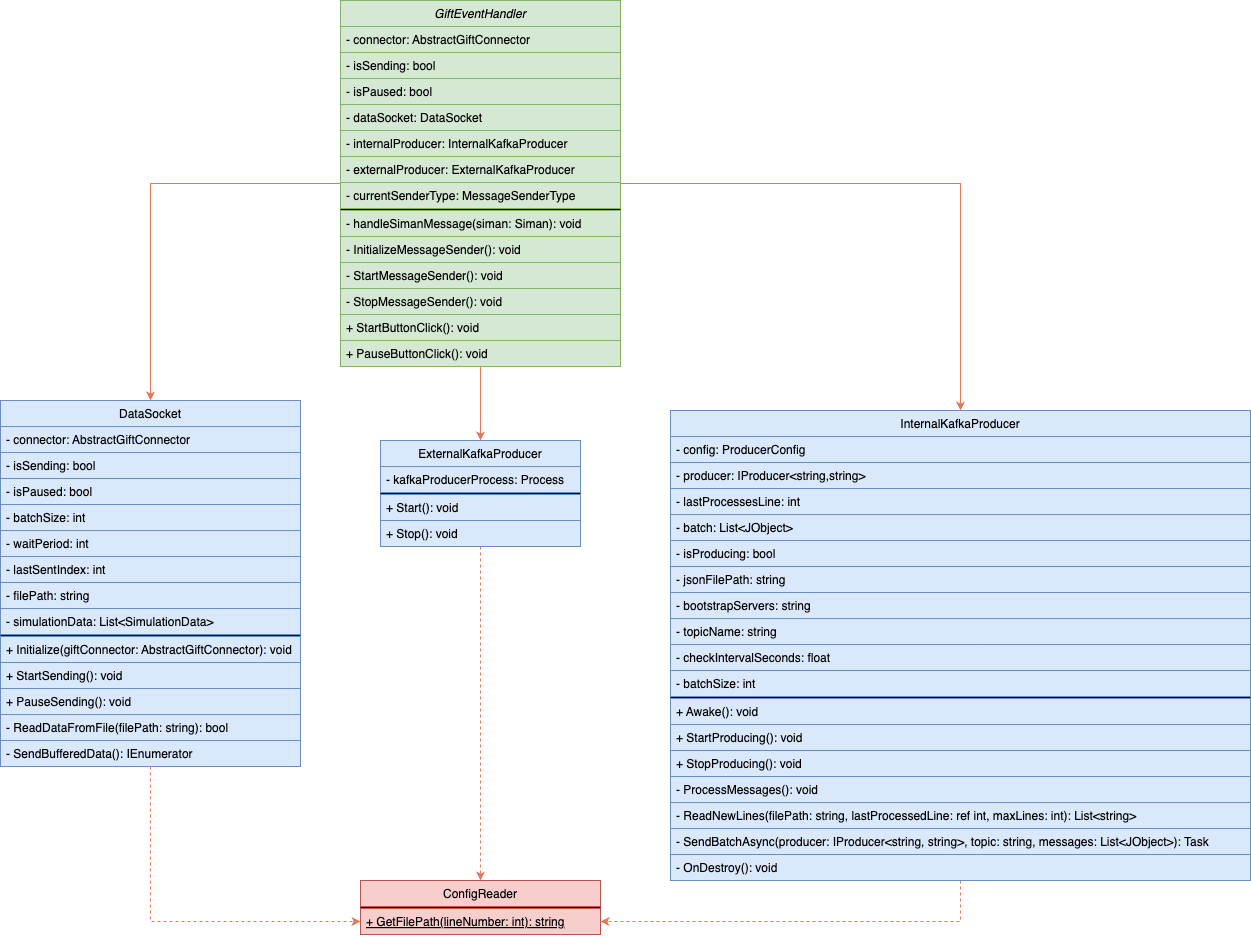 GiftEventHandler
- connector: AbstractGiftConnector
- isSending: bool
- isPaused: bool
- dataSocket: DataSocket
- internalProducer: InternalKafkaProducer
- externalProducer: ExternalKafkaProducer
- currentSenderType: MessageSenderType
- handleSimanMessage(siman: Siman): void
- InitializeMessageSender(): void
- StartMessageSender(): void
- StopMessageSender(): void
+ StartButtonClick(): void
+ PauseButtonClick(): void
DataSocket
- connector: AbstractGiftConnector
- isSending: bool
- isPaused: bool
- batchSize: int
- waitPeriod: int
- lastSentIndex: int
- filePath: string
- simulationData: List<SimulationData>
+ Initialize(giftConnector: AbstractGiftConnector): void
+ StartSending(): void
+ PauseSending(): void
- ReadDataFromFile(filePath: string): bool
- SendBufferedData(): IEnumerator
ExternalKafkaProducer
- kafkaProducerProcess: Process
+ Start(): void
+ Stop(): void
InternalKafkaProducer
- config: ProducerConfig
- producer: IProducer<string,string>
- lastProcessesLine: int
- batch: List<JObject>
- isProducing: bool
- jsonFilePath: string
- bootstrapServers: string
- topicName: string
- checkIntervalSeconds: float
- batchSize: int
+ Awake(): void
+ StartProducing(): void
+ StopProducing(): void
- ProcessMessages(): void
- ReadNewLines(filePath: string, lastProcessedLine: ref int, maxLines: int): List<string>
- SendBatchAsync(producer: IProducer<string, string>, topic: string, messages: List<JObject>): Task
- OnDestroy(): void
ConfigReader
+ GetFilePath(lineNumber: int): string